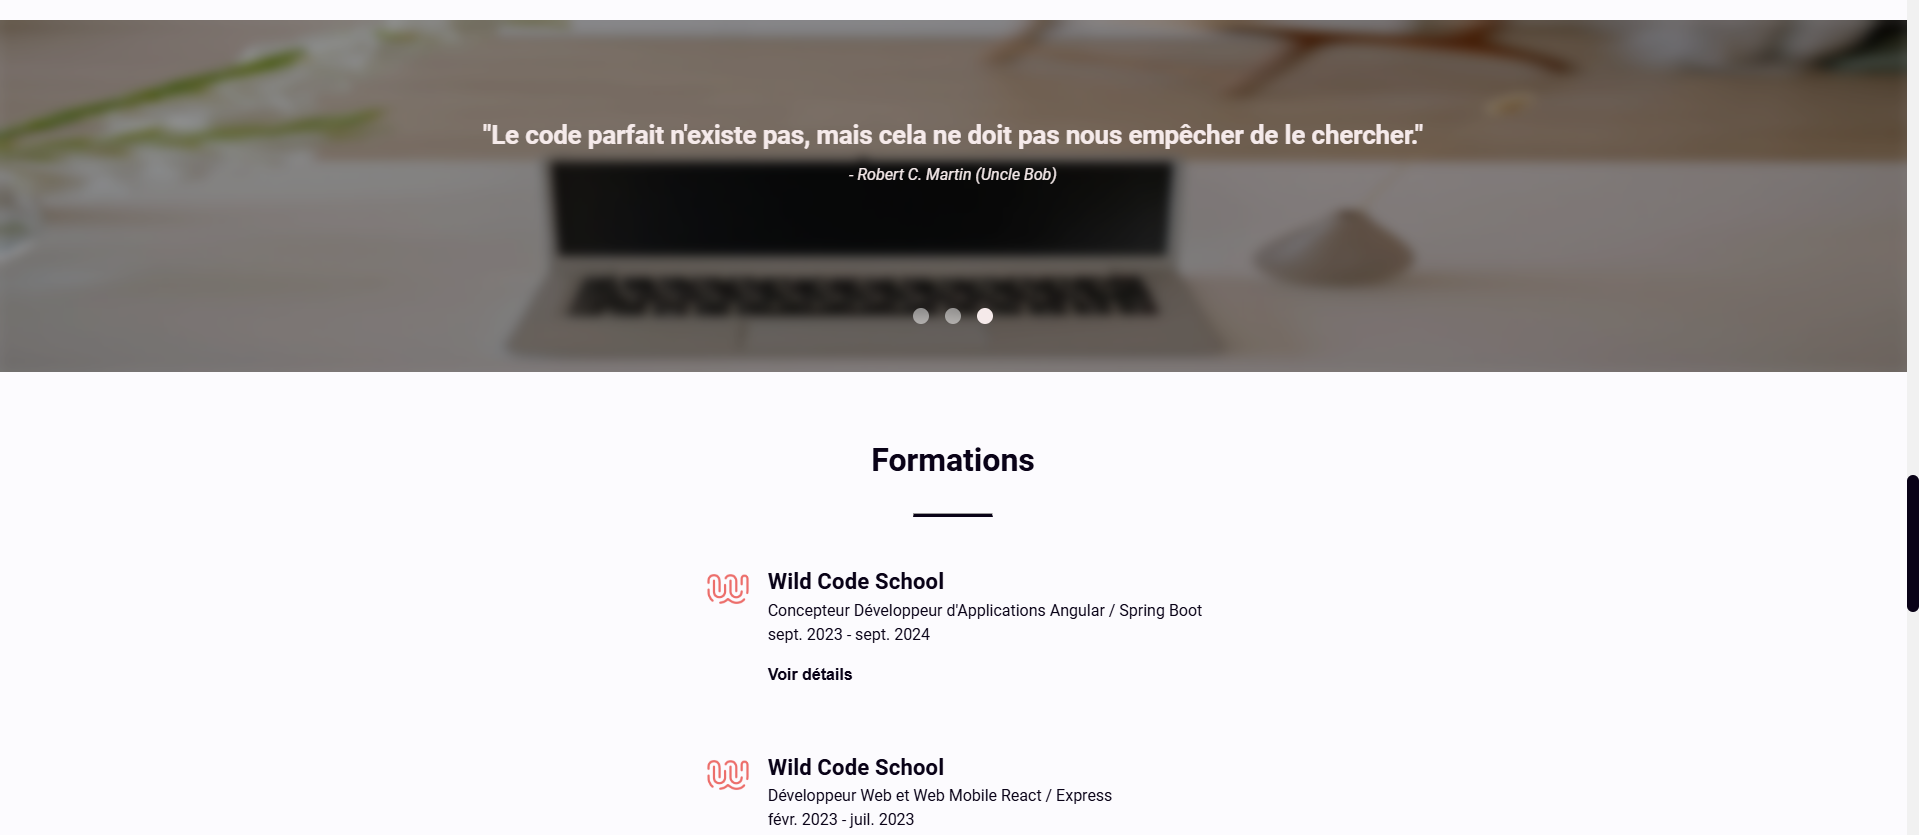 "Le code parfait n'existe pas, mais cela ne doit pas nous empêcher de le chercher."
- Robert C. Martin (Uncle Bob)
Formations
Wild Code School
Concepteur Développeur d'Applications Angular / Spring Boot
sept. 2023 - sept. 2024
Voir détails
Wild Code School
Développeur Web et Web Mobile React / Express
févr. 2023 - juil. 2023